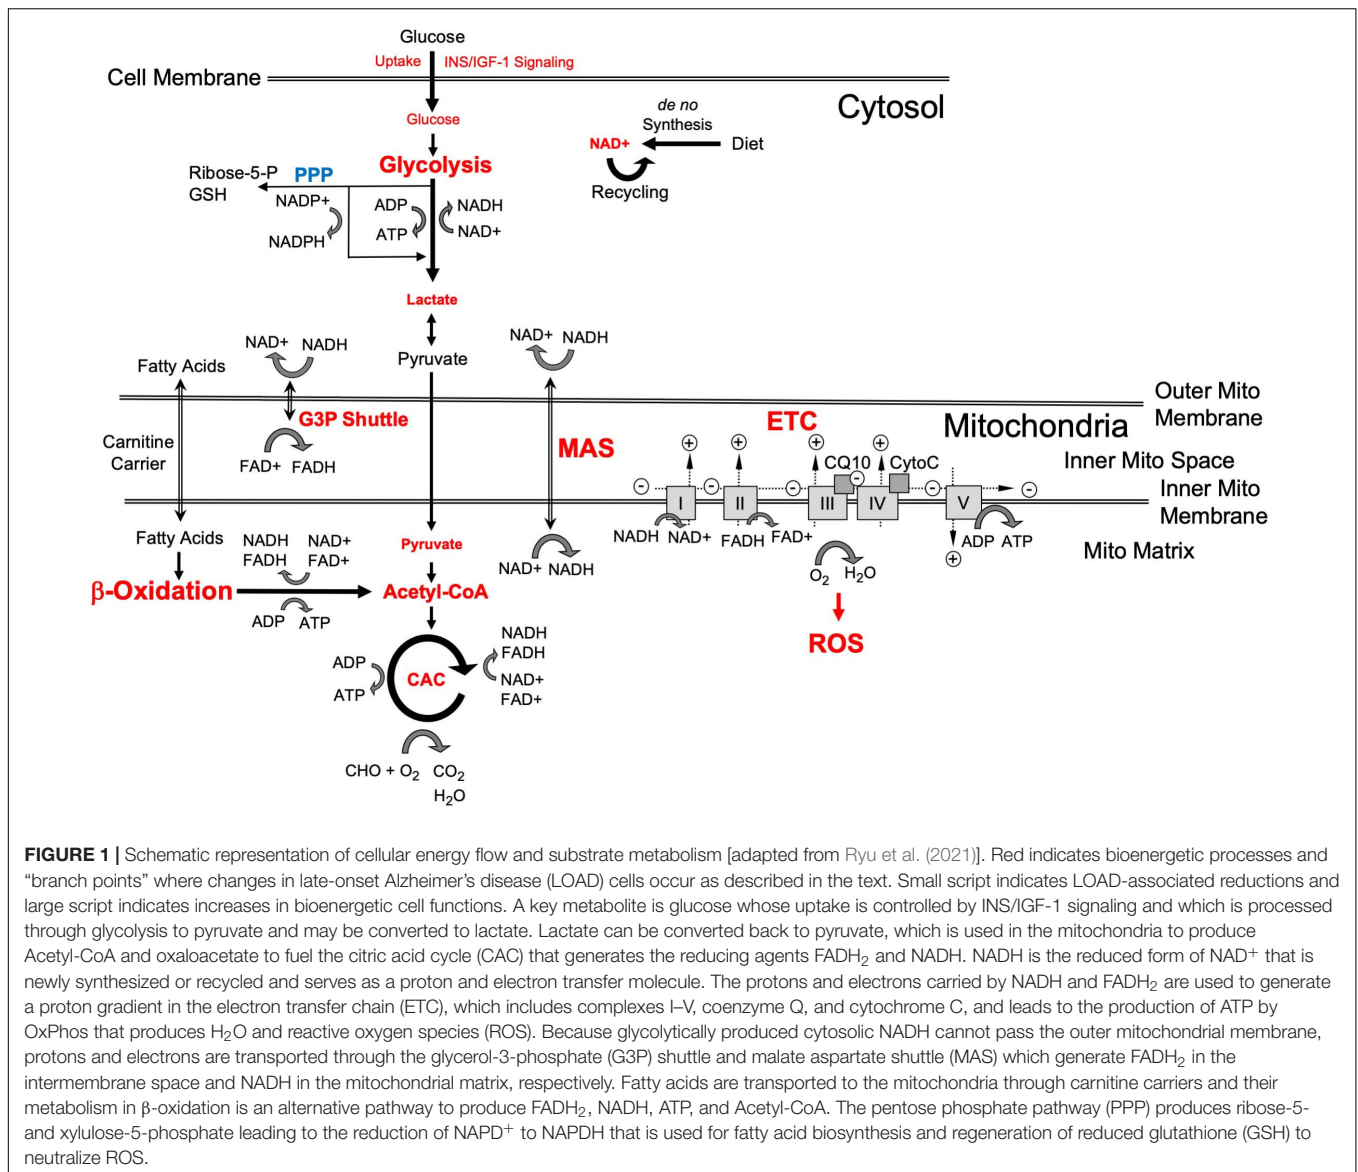 Glucose
Uptake
INS/IGF-1 Signaling
Cell Membrane
Cytosol
Glucose
de no
Synthesis
NAD+
Diet
Recycling
Glycolysis
Ribose-5-P
GSH
PPP
NADP+
NADPH
ADP
ATP
NADH
NAD+
Lactate
Pyruvate
NAD+ NADH
NAD+ NADH
Fatty Acids
Outer Mito
Membrane
G3P Shuttle
ETC
Mitochondria
Carnitine
Carrier
FAD+ FADH
MAS
CQ10
CytoC
Inner Mito Space
Inner Mito
Membrane
+
+
+
+
-
-
-
-
-
-
I
II
III
IV
V
NADH NAD+
FADH FAD+
ADP ATP
+
Mito Matrix
O2
H2O
ROS
Fatty Acids
NADH
FADH
NAD+
FAD+
Pyruvate
NAD+ NADH
β-Oxidation
Acetyl-CoA
ADP
ATP
CAC
ADP
ATP
NADH
FADH
NAD+
FAD+
CHO + O2
CO2
H2O
FIGURE 1 | Schematic representation of cellular energy flow and substrate metabolism [adapted from Ryu et al. (2021)]. Red indicates bioenergetic processes and
“branch points” where changes in late-onset Alzheimer’s disease (LOAD) cells occur as described in the text. Small script indicates LOAD-associated reductions and
large script indicates increases in bioenergetic cell functions. A key metabolite is glucose whose uptake is controlled by INS/IGF-1 signaling and which is processed
through glycolysis to pyruvate and may be converted to lactate. Lactate can be converted back to pyruvate, which is used in the mitochondria to produce
Acetyl-CoA and oxaloacetate to fuel the citric acid cycle (CAC) that generates the reducing agents FADH2 and NADH. NADH is the reduced form of NAD+ that is
newly synthesized or recycled and serves as a proton and electron transfer molecule. The protons and electrons carried by NADH and FADH2 are used to generate
a proton gradient in the electron transfer chain (ETC), which includes complexes I–V, coenzyme Q, and cytochrome C, and leads to the production of ATP by
OxPhos that produces H2O and reactive oxygen species (ROS). Because glycolytically produced cytosolic NADH cannot pass the outer mitochondrial membrane,
protons and electrons are transported through the glycerol-3-phosphate (G3P) shuttle and malate aspartate shuttle (MAS) which generate FADH2 in the
intermembrane space and NADH in the mitochondrial matrix, respectively. Fatty acids are transported to the mitochondria through carnitine carriers and their
metabolism in β-oxidation is an alternative pathway to produce FADH2, NADH, ATP, and Acetyl-CoA. The pentose phosphate pathway (PPP) produces ribose-5-
and xylulose-5-phosphate leading to the reduction of NAPD+ to NAPDH that is used for fatty acid biosynthesis and regeneration of reduced glutathione (GSH) to
neutralize ROS.